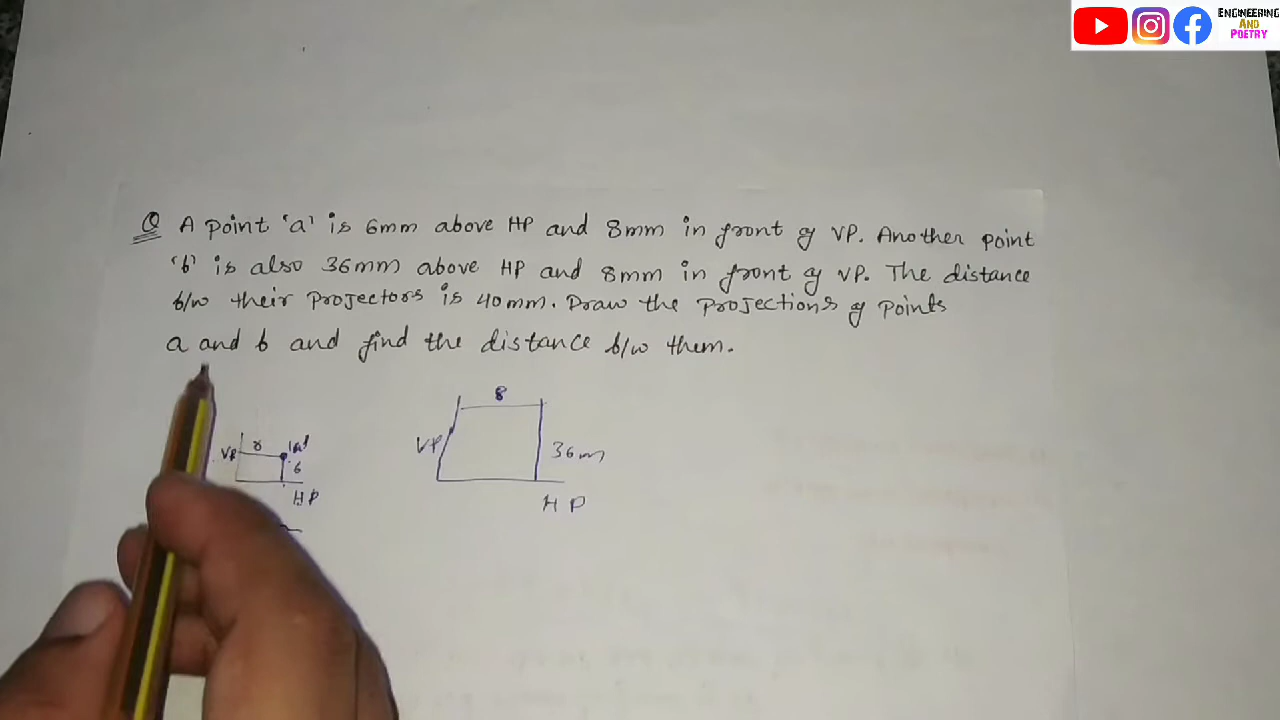 ENGINEERING
AND
POETRY
Q A point 'a' is 6mm above HP and 8mm in front of VP. Another point
'b' is also 36mm above HP and 8mm in front of VP. The distance
b/w their projectors is 40mm. Draw the projections of points
a and b and find the distance b/w them.
8
VP 8 'a'
6
HP
VP
36m
HP